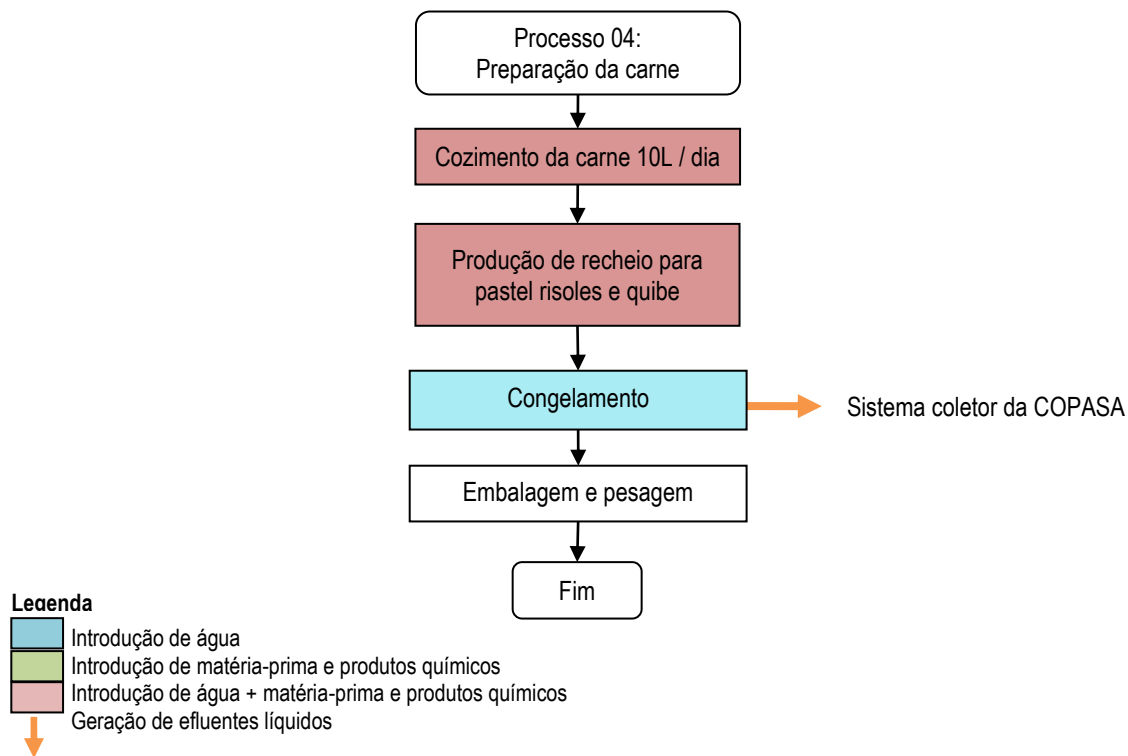 Processo 04:
Preparação da carne
Cozimento da carne 10L / dia
Produção de recheio para
pastel risoles e quibe
Congelamento
Sistema coletor da COPASA
Embalagem e pesagem
Fim
Legenda
Introdução de água
Introdução de matéria-prima e produtos químicos
Introdução de água + matéria-prima e produtos químicos
Geração de efluentes líquidos